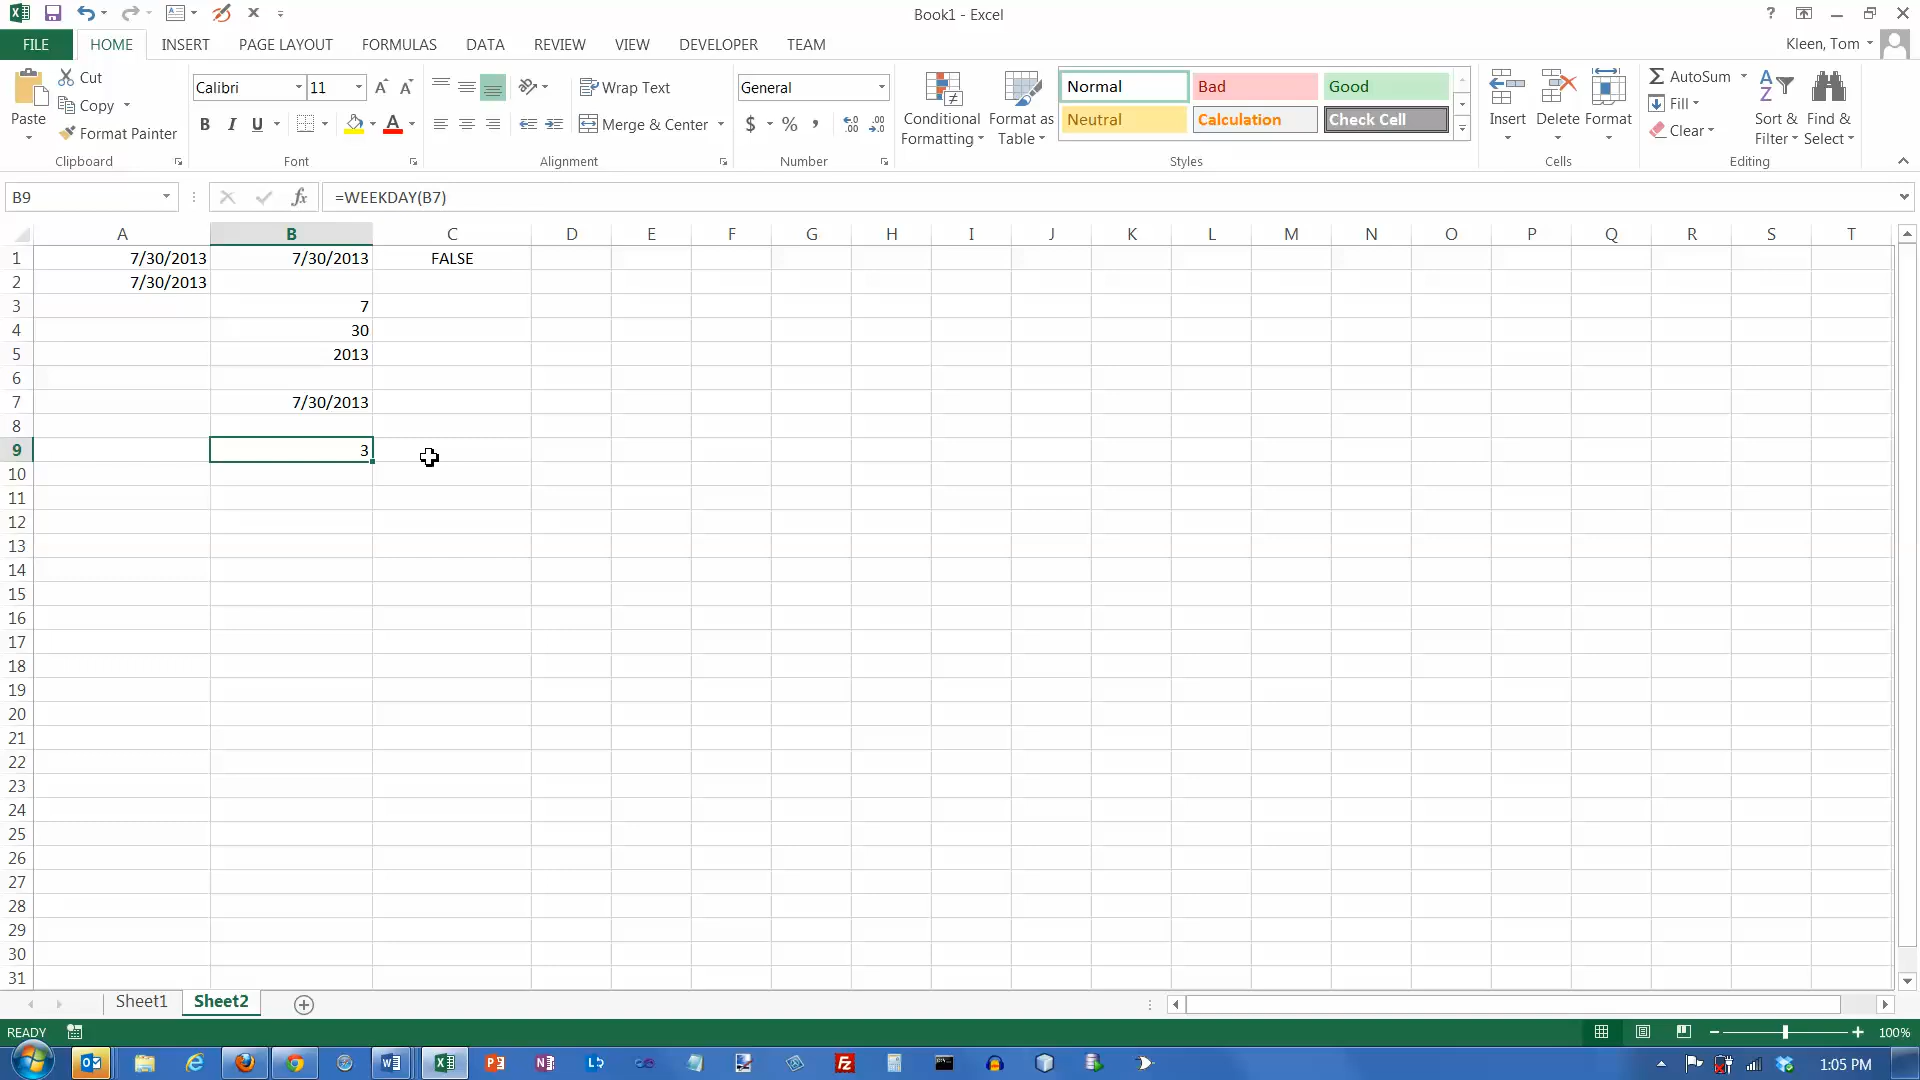 Book1 - Excel
?
FILE HOME INSERT PAGE LAYOUT FORMULAS DATA REVIEW VIEW DEVELOPER TEAM Kleen, Tom
Paste
Cut
Copy
Format Painter
Clipboard
Calibri 11 A A
B I U A
Font
Wrap Text
Merge & Center
Alignment
General
$ % , .00 .0
Number
Conditional Formatting
Format as Table
Normal Bad Good
Neutral Calculation Check Cell
Styles
Insert Delete Format
Cells
AutoSum
Fill
Clear
Sort & Filter
Find & Select
Editing
B9 fx =WEEKDAY(B7)
A B C D E F G H I J K L M N O P Q R S T
1 7/30/2013 7/30/2013 FALSE
2 7/30/2013
3 7
4 30
5 2013
6
7 7/30/2013
8
9 3
10
11
12
13
14
15
16
17
18
19
20
21
22
23
24
25
26
27
28
29
30
31
Sheet1 Sheet2
READY 100%
1:05 PM